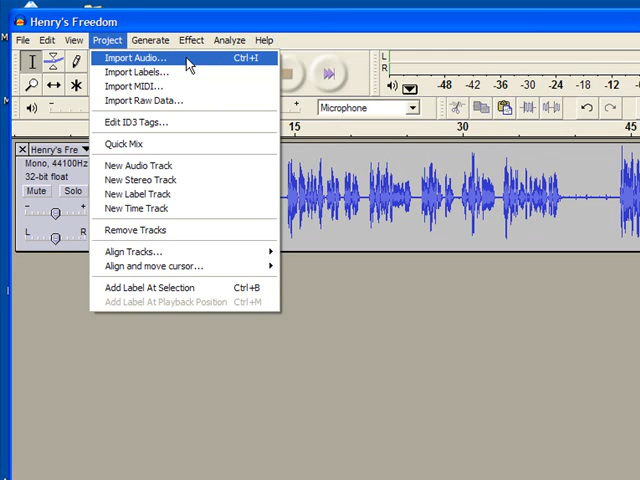 Henry's Freedom
File Edit View Project Generate Effect Analyze Help
Import Audio... Ctrl+I
Import Labels...
Import MIDI...
Import Raw Data...
Edit ID3 Tags...
Quick Mix
New Audio Track
New Stereo Track
New Label Track
New Time Track
Remove Tracks
Align Tracks...
Align and move cursor...
Add Label At Selection Ctrl+B
Add Label At Playback Position Ctrl+M
L
R
-48 -42 -36 -30 -24 -21
Microphone
15 30 45
Henry's Fre
Mono, 44100Hz
32-bit float
Mute Solo
- +
L R